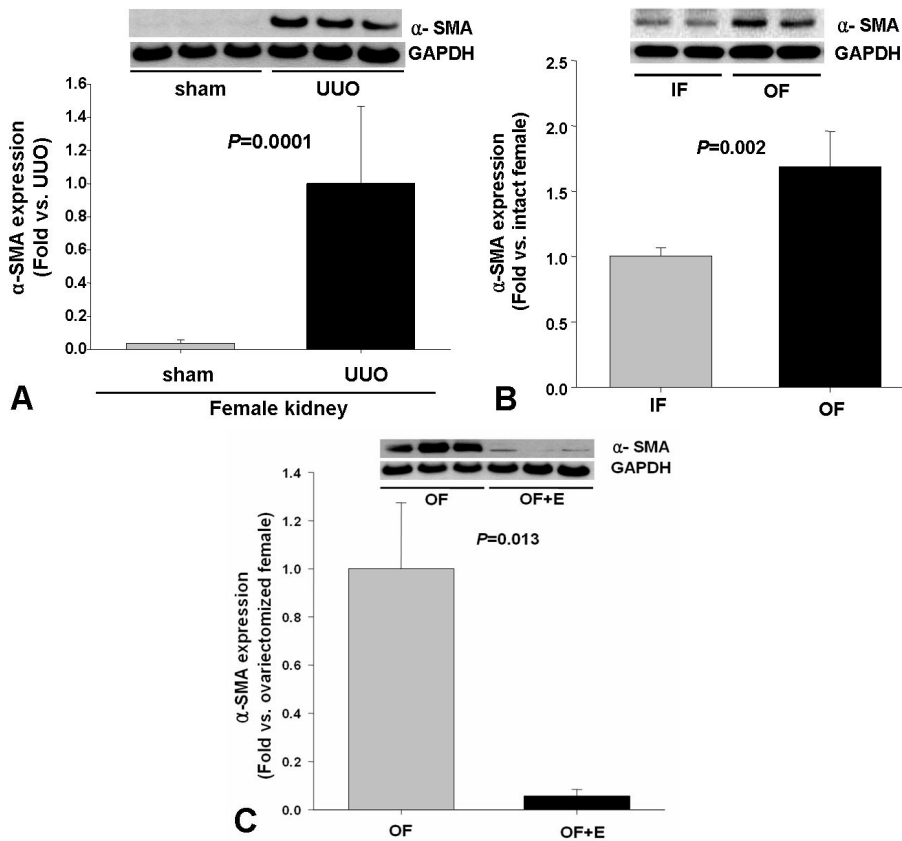 α- SMA
GAPDH
sham UUO
1.6
1.4
1.2
1.0
0.8
0.6
0.4
0.2
0.0
α-SMA expression
(Fold vs. UUO)
P=0.0001
sham UUO
Female kidney
A
α- SMA
GAPDH
IF OF
2.5
2.0
1.5
1.0
0.5
0.0
α-SMA expression
(Fold vs. intact female)
P=0.002
IF OF
B
α- SMA
GAPDH
OF OF+E
1.4
1.2
1.0
0.8
0.6
0.4
0.2
0.0
α-SMA expression
(Fold vs. ovariectomized female)
P=0.013
OF OF+E
C